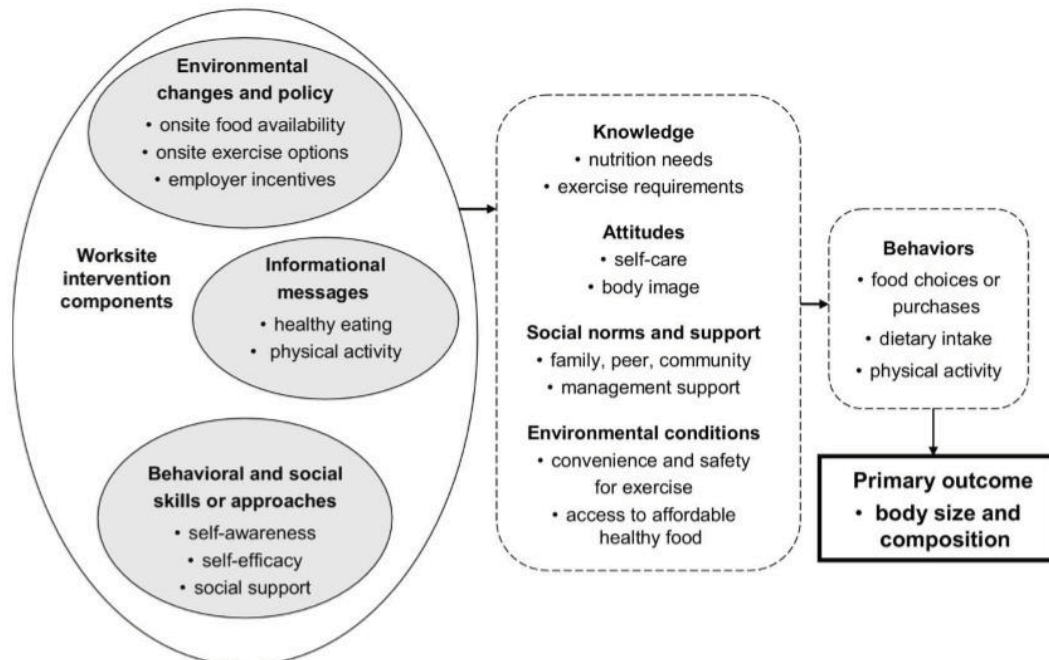 Environmental
changes and policy
• onsite food availability
• onsite exercise options
• employer incentives
Worksite
intervention
components
Informational
messages
• healthy eating
• physical activity
Behavioral and social
skills or approaches
• self-awareness
• self-efficacy
• social support
Knowledge
• nutrition needs
• exercise requirements
Attitudes
• self-care
• body image
Social norms and support
• family, peer, community
• management support
Environmental conditions
• convenience and safety
for exercise
• access to affordable
healthy food
Behaviors
• food choices or
purchases
• dietary intake
• physical activity
Primary outcome
• body size and
composition